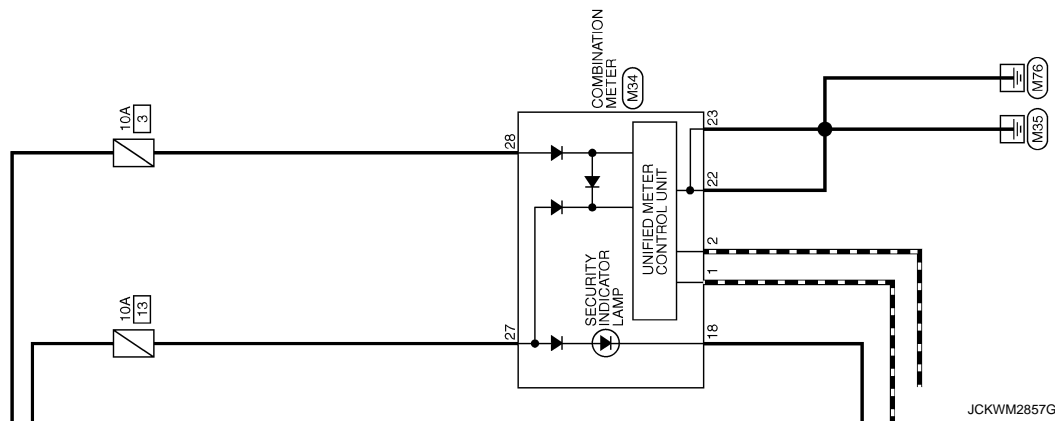 COMBINATION
METER
M34
M76
10A
3
28
23
M35
UNIFIED METER
CONTROL UNIT
22
2
10A
13
27
SECURITY
INDICATOR
LAMP
1
18
JCKWM2857G